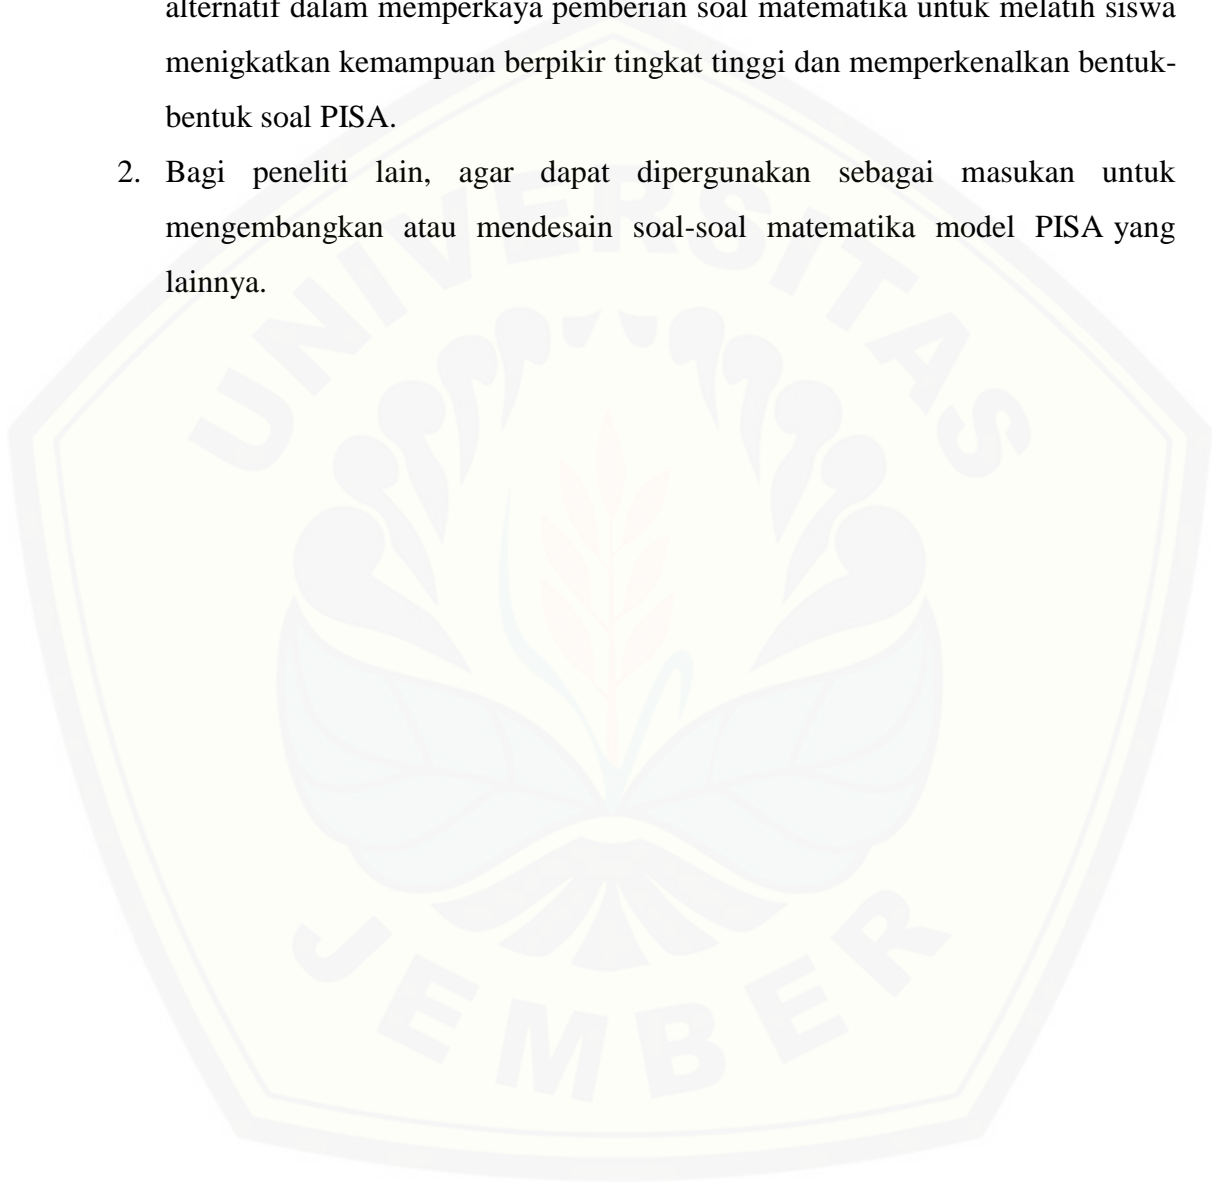 alternatif dalam memperkaya pemberian soal matematika untuk melatih siswa
menigkatkan kemampuan berpikir tingkat tinggi dan memperkenalkan bentuk-
bentuk soal PISA.
2. Bagi peneliti lain, agar dapat dipergunakan sebagai masukan untuk
mengembangkan atau mendesain soal-soal matematika model PISA yang
lainnya.
UNIVERSITAS
JEMBER